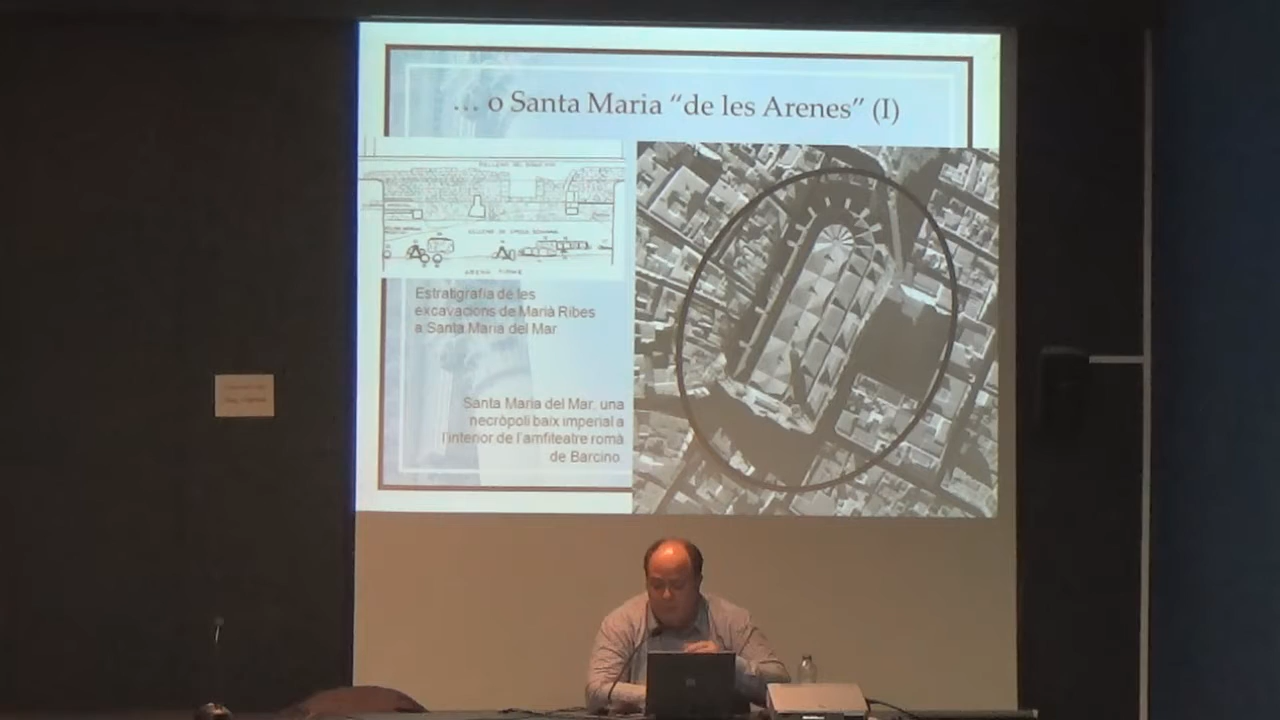 … o Santa Maria “de les Arenes” (I)
ARENA
Estratigrafia de les
excavacions de Marià Ribes
a Santa Maria del Mar
Santa Maria del Mar, una
necròpoli baix imperial a
l’interior de l’amfiteatre romà
de Barcino